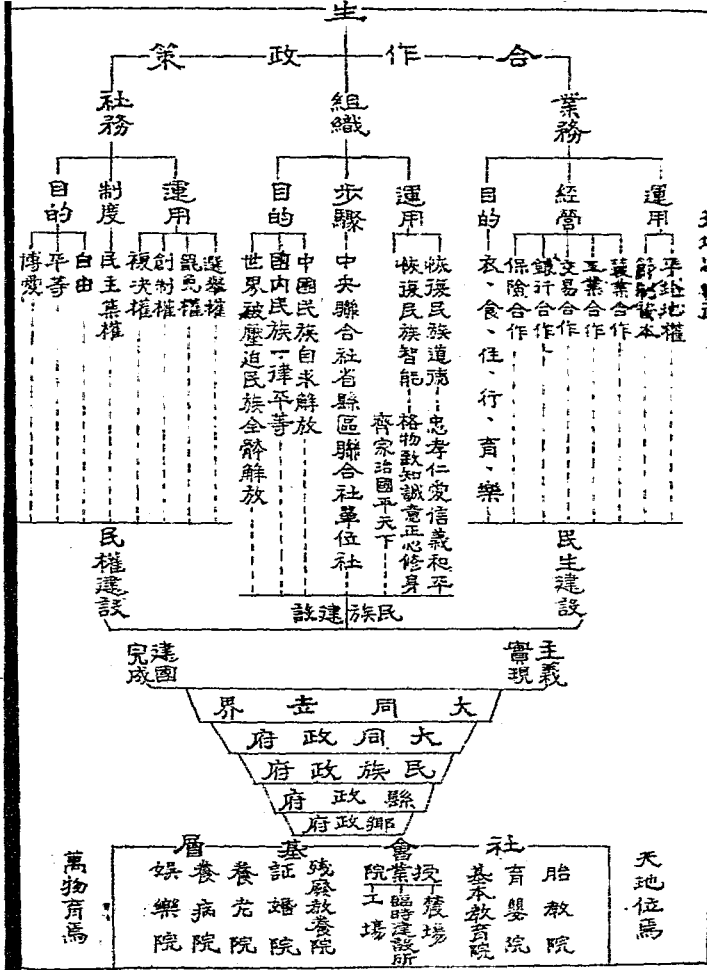 生
合作政策
業務
運用
平均地權
節制資本
經營
農業合作
工業合作
交易合作
銀行合作
保險合作
目的
衣、食、住、行、育、樂
民生建設
組織
運用
恢復民族道德
忠孝仁愛信義和平
恢復民族智能
格物致知誠意正心修身
齊家治國平天下
步驟
中央聯合社省縣區聯合社單位社
目的
中國民族自求解放
國內民族一律平等
世界被壓迫民族全體解放
民族建設
社務
運用
選舉權
罷免權
創制權
複決權
制度
民主集權
目的
自由
平等
博愛
民權建設
主義
實現
建國
完成
大同世界
大同政府
民族政府
縣政府
鄉政府
社會基層
天地位焉
胎教院
育嬰院
基本教育院
授業院
農場
臨時建設所
工場
殘廢教養院
証婚院
養老院
養病院
娛樂院
萬物育焉